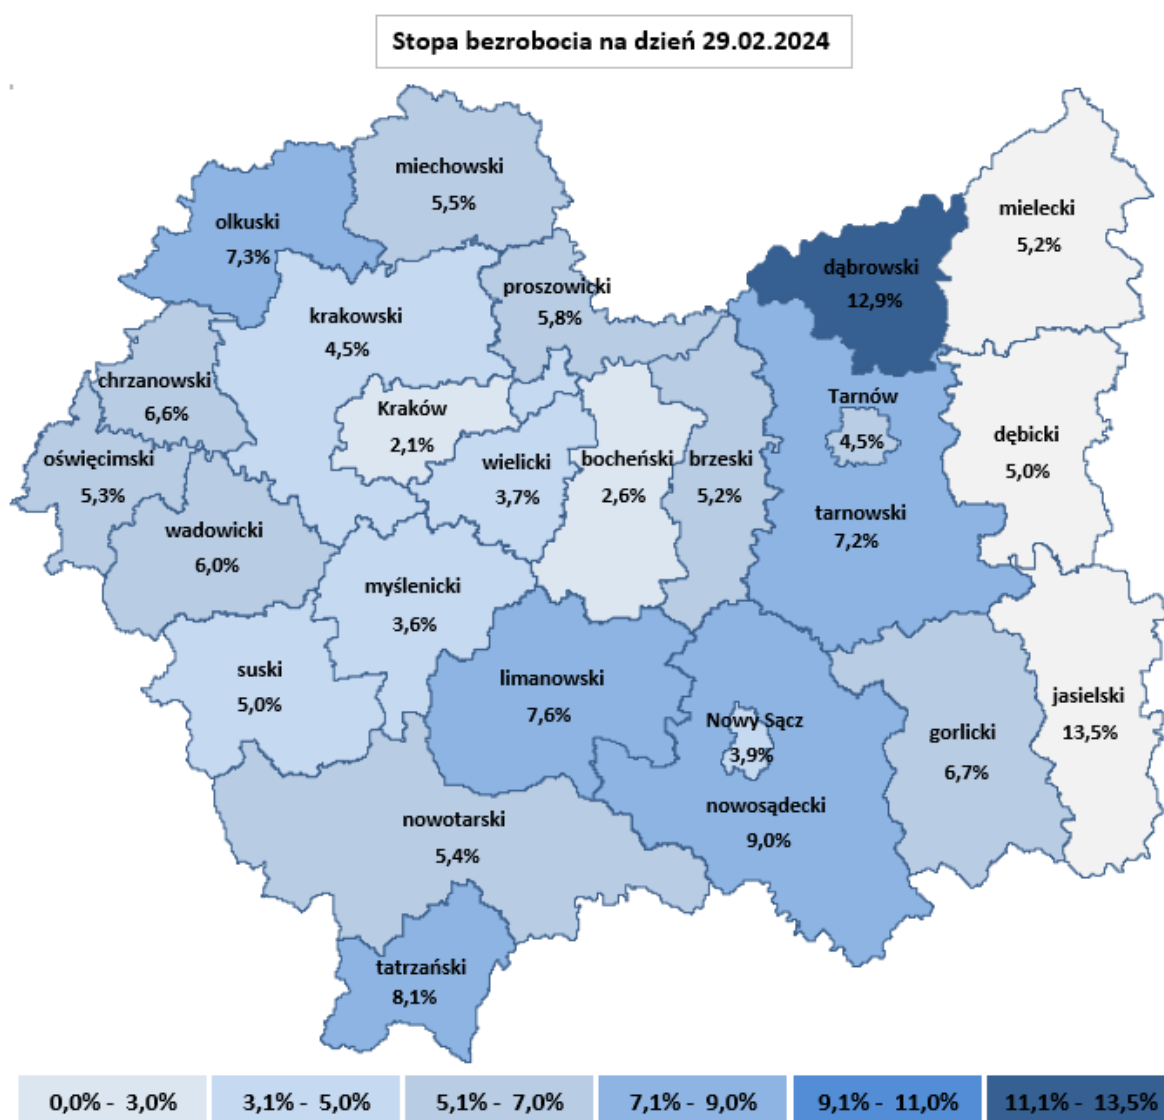 Stopa bezrobocia na dzień 29.02.2024
miechowski
5,5%
olkuski
7,3%
mielecki
5,2%
dąbrowski
12,9%
proszowicki
5,8%
krakowski
4,5%
chrzanowski
6,6%
Kraków
2,1%
Tarnów
4,5%
dębicki
5,0%
oświęcimski
5,3%
wielicki
3,7%
bocheński
2,6%
brzeski
5,2%
wadowicki
6,0%
tarnowski
7,2%
myślenicki
3,6%
suski
5,0%
limanowski
7,6%
jasielski
13,5%
Nowy Sącz
3,9%
gorlicki
6,7%
nowosądecki
9,0%
nowotarski
5,4%
tatrzański
8,1%
0,0% - 3,0%
3,1% - 5,0%
5,1% - 7,0%
7,1% - 9,0%
9,1% - 11,0%
11,1% - 13,5%